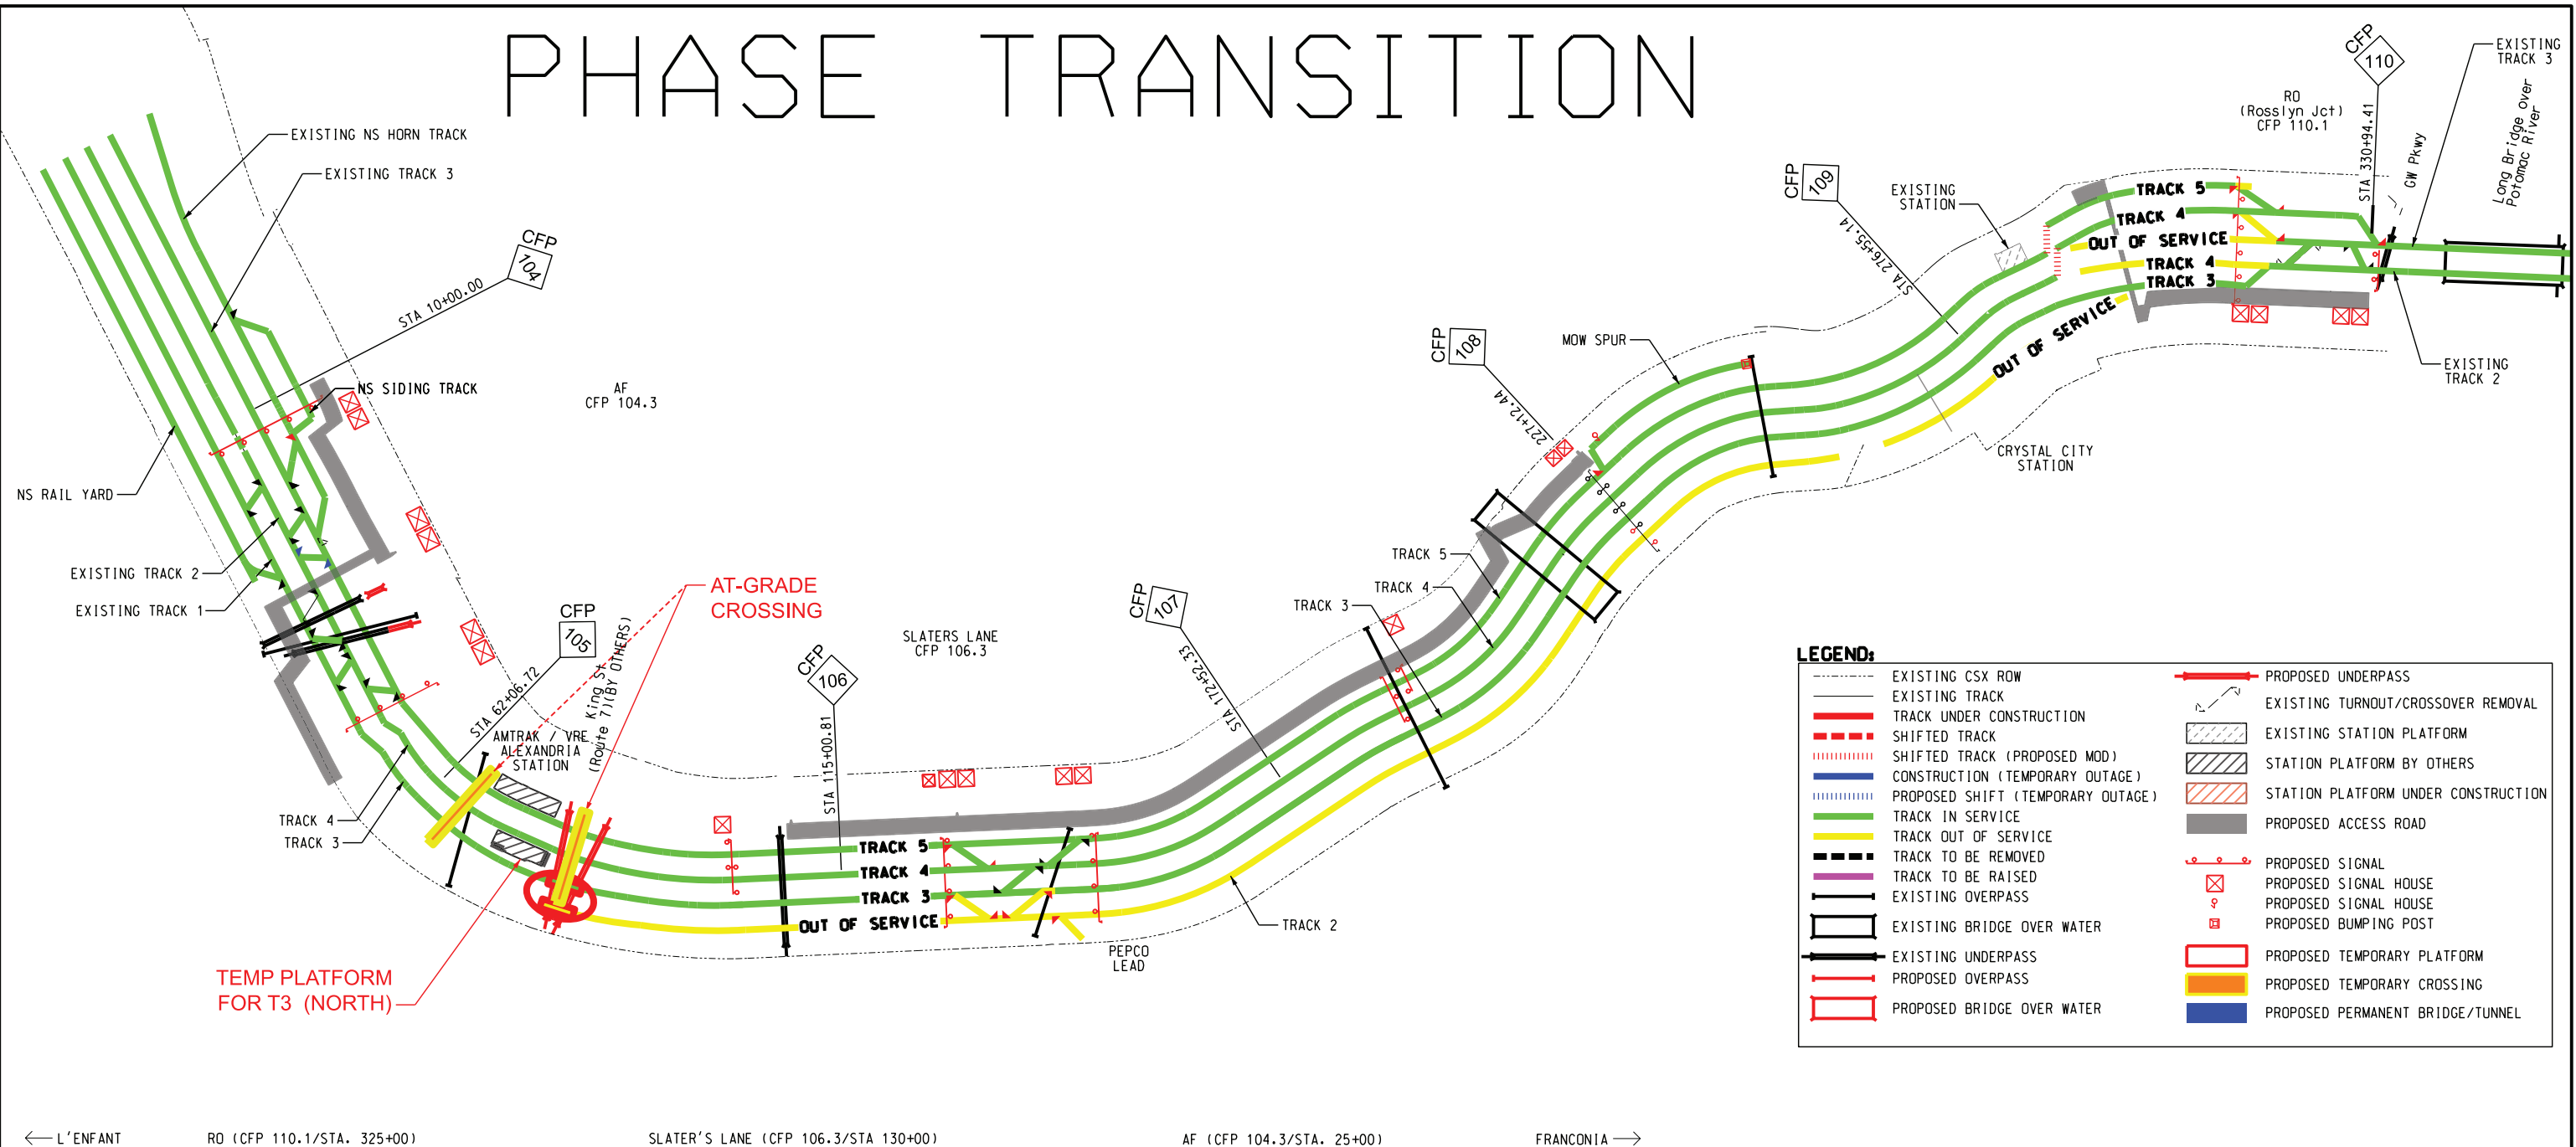 PHASE TRANSITION
EXISTING NS HORN TRACK
EXISTING TRACK 3
CFP
104
STA 10+00.00
NS SIDING TRACK
AF
CFP 104.3
NS RAIL YARD
EXISTING TRACK 2
EXISTING TRACK 1
CFP
105
STA 62+06.72
King St
(Route 7)(BY OTHERS)
AT-GRADE
CROSSING
AMTRAK / VRE
ALEXANDRIA
STATION
TRACK 4
TRACK 3
TEMP PLATFORM
FOR T3 (NORTH)
CFP
106
STA 115+00.81
SLATERS LANE
CFP 106.3
TRACK 5
TRACK 4
TRACK 3
OUT OF SERVICE
PEPCO
LEAD
TRACK 2
CFP
107
STA 172+52.33
TRACK 5
TRACK 4
TRACK 3
CFP
108
227+12.44
MOW SPUR
CFP
109
STA 276+55.14
EXISTING
STATION
CRYSTAL CITY
STATION
OUT OF SERVICE
TRACK 5
TRACK 4
OUT OF SERVICE
TRACK 4
TRACK 3
RO
(Rosslyn Jct)
CFP 110.1
CFP
110
STA 330+94.41
GW Pkwy
EXISTING
TRACK 3
Long Bridge over
Potomac River
EXISTING
TRACK 2
LEGEND:
EXISTING CSX ROW
EXISTING TRACK
TRACK UNDER CONSTRUCTION
SHIFTED TRACK
SHIFTED TRACK (PROPOSED MOD)
CONSTRUCTION (TEMPORARY OUTAGE)
PROPOSED SHIFT (TEMPORARY OUTAGE)
TRACK IN SERVICE
TRACK OUT OF SERVICE
TRACK TO BE REMOVED
TRACK TO BE RAISED
EXISTING OVERPASS
EXISTING BRIDGE OVER WATER
EXISTING UNDERPASS
PROPOSED OVERPASS
PROPOSED BRIDGE OVER WATER
PROPOSED UNDERPASS
EXISTING TURNOUT/CROSSOVER REMOVAL
EXISTING STATION PLATFORM
STATION PLATFORM BY OTHERS
STATION PLATFORM UNDER CONSTRUCTION
PROPOSED ACCESS ROAD
PROPOSED SIGNAL
PROPOSED SIGNAL HOUSE
PROPOSED SIGNAL HOUSE
PROPOSED BUMPING POST
PROPOSED TEMPORARY PLATFORM
PROPOSED TEMPORARY CROSSING
PROPOSED PERMANENT BRIDGE/TUNNEL
← L'ENFANT RO (CFP 110.1/STA. 325+00) SLATER'S LANE (CFP 106.3/STA 130+00) AF (CFP 104.3/STA. 25+00) FRANCONIA →